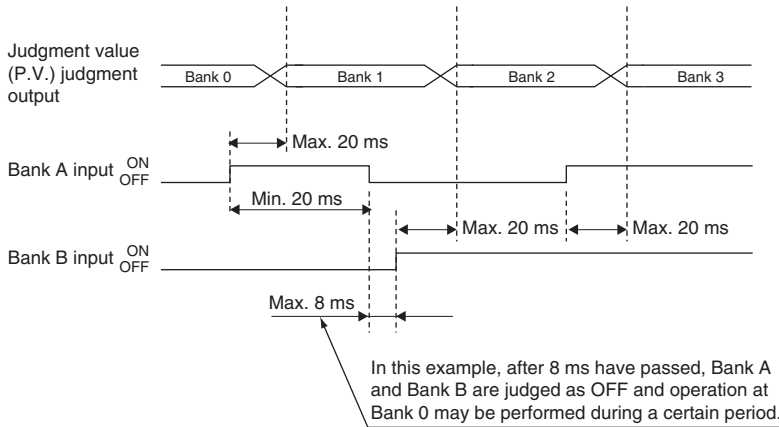 Judgment value
(P.V.) judgment
output
Bank 0
Bank 1
Bank 2
Bank 3
Max. 20 ms
Bank A input
ON
OFF
Min. 20 ms
Max. 20 ms
Max. 20 ms
Bank B input
ON
OFF
Max. 8 ms
In this example, after 8 ms have passed, Bank A
and Bank B are judged as OFF and operation at
Bank 0 may be performed during a certain period.